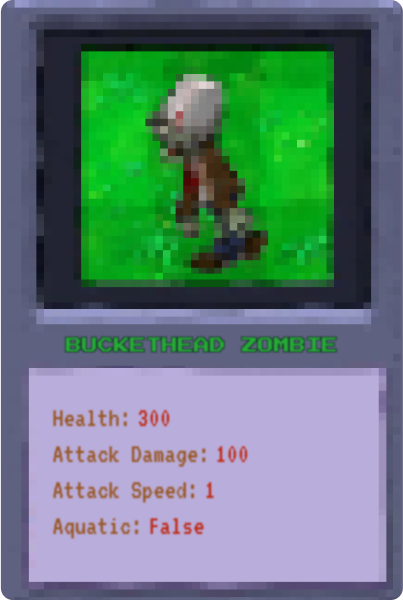 BUCKETHEAD ZOMBIE
Health: 300
Attack Damage: 100
Attack Speed: 1
Aquatic: False